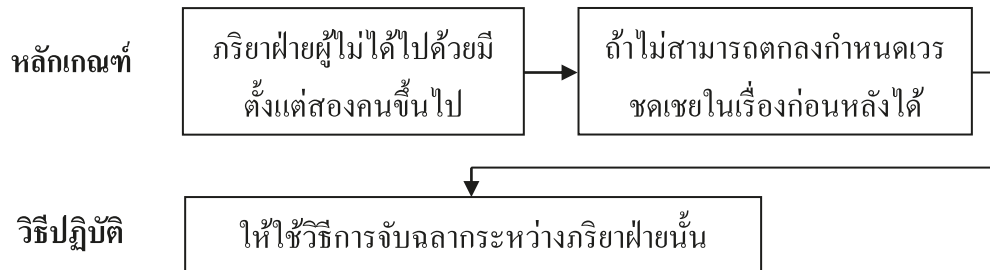 หลักเกณฑ์
ภริยาฝ่ายผู้ไม่ได้ไปด้วยมี
ตั้งแต่สองคนขึ้นไป
ถ้าไม่สามารถตกลงกำหนดเวร
ชดเชยในเรื่องก่อนหลังได้
วิธีปฏิบัติ
ให้ใช้วิธีการจับฉลากระหว่างภริยาฝ่ายนั้น